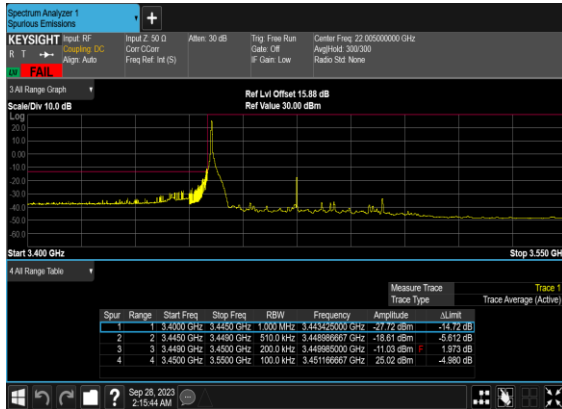 Spectrum Analyzer 1
Spurious Emissions
+
KEYSIGHT Input: RF Input Z: 50 Ω Atten: 30 dB Trig: Free Run Center Freq: 22.005000000 GHz
R T Coupling: DC Corr CCorr Gate: Off Avg|Hold: 300/300
Align: Auto Freq Ref: Int (S) IF Gain: Low Radio Std: None
FAIL
3 All Range Graph Ref Lvl Offset 15.88 dB
Scale/Div 10.0 dB Ref Value 30.00 dBm
Log
20.0
10.0
0.00
-10.0
-20.0
-30.0
-40.0
-50.0
-60.0
Start 3.400 GHz Stop 3.550 GH
4 All Range Table
Measure Trace Trace 1
Trace Type Trace Average (Active)
Spur Range Start Freq Stop Freq RBW Frequency Amplitude ΔLimit
1 1 3.4000 GHz 3.4450 GHz 1.000 MHz 3.443425000 GHz -27.72 dBm -14.72 dB
2 2 3.4450 GHz 3.4490 GHz 510.0 kHz 3.448986667 GHz -18.61 dBm -5.612 dB
3 3 3.4490 GHz 3.4500 GHz 200.0 kHz 3.449985000 GHz -11.03 dBm F 1.973 dB
4 4 3.4500 GHz 3.5500 GHz 100.0 kHz 3.451166667 GHz 25.02 dBm -4.980 dB
? Sep 28, 2023
2:15:44 AM